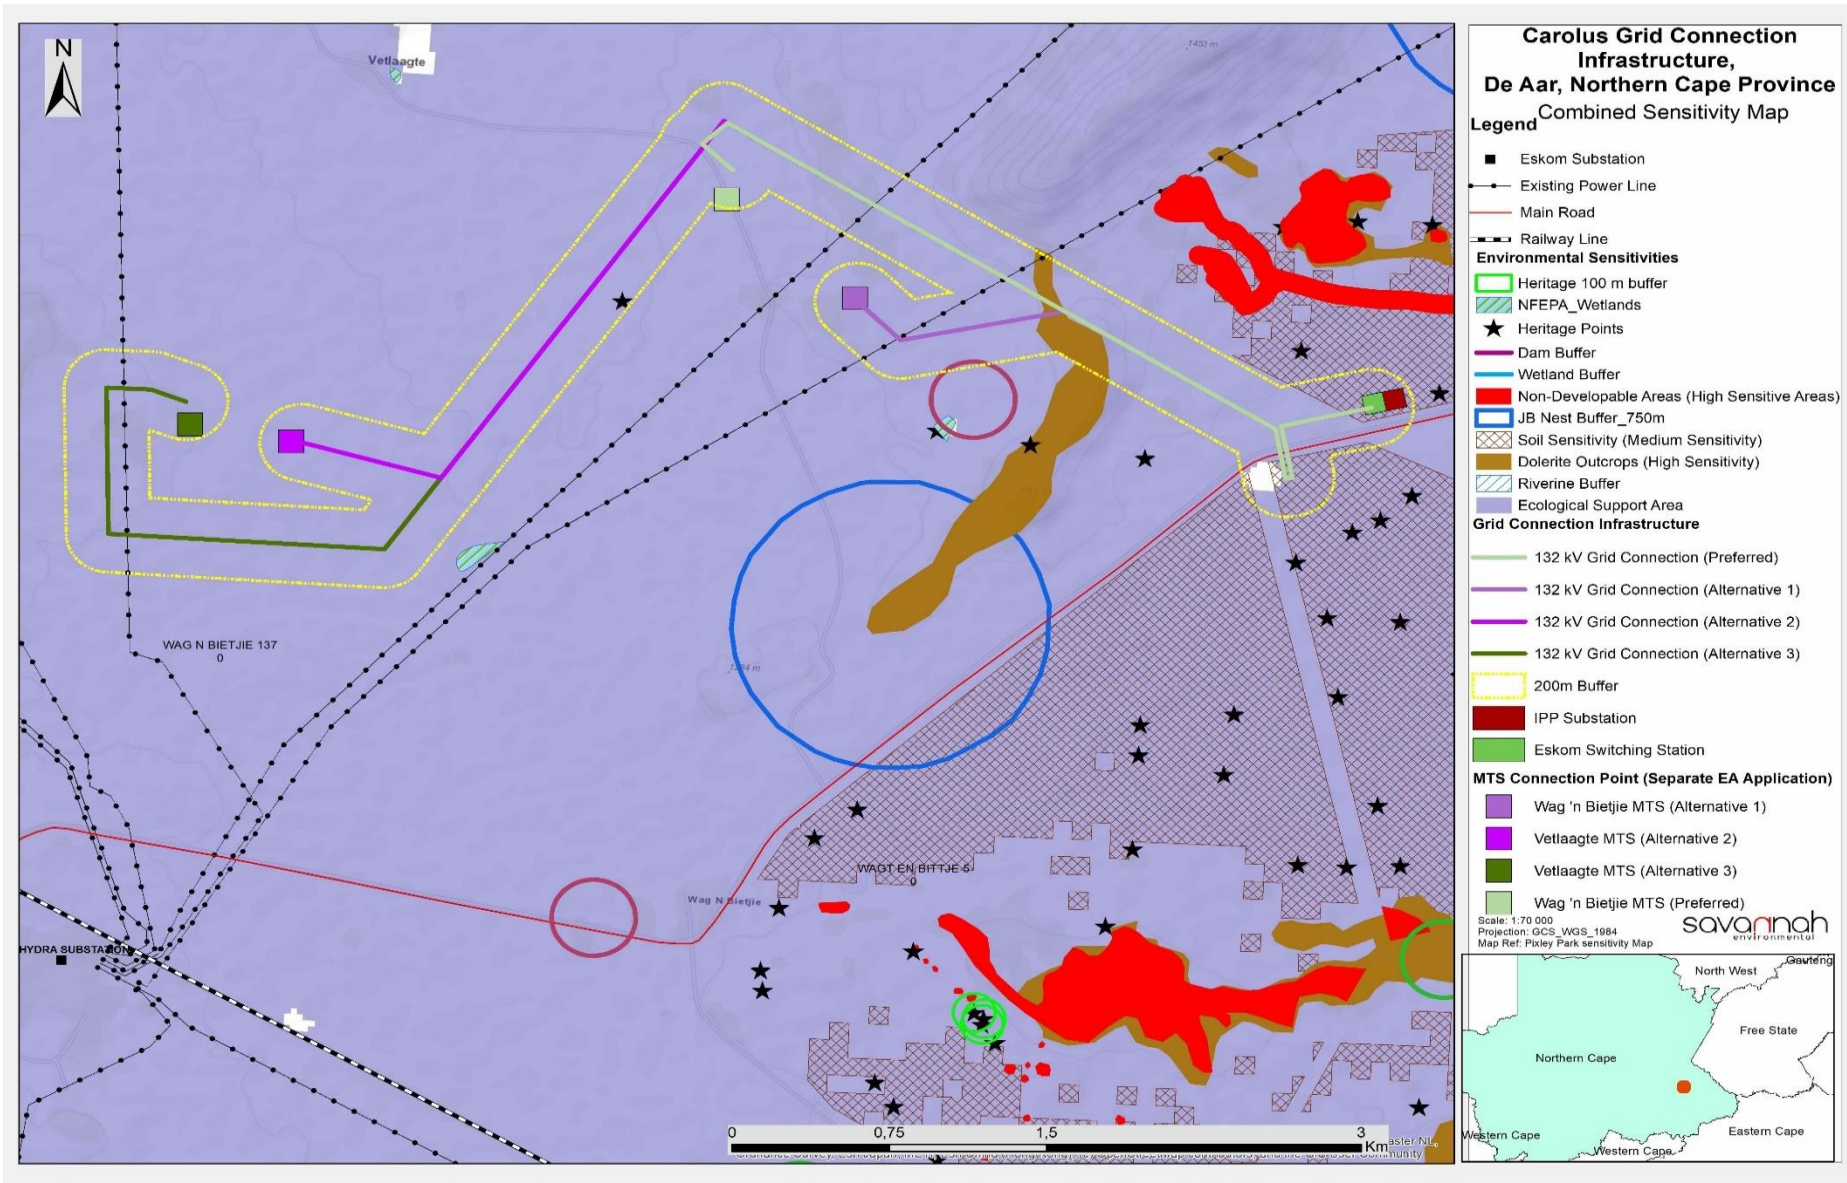 N
Vetlaagte
1453 m
WAG N BIETJIE 137
0
WAGT EN BITTJE 5
0
Wag N Bietjie
HYDRA SUBSTATION
0
0,75
1,5
3
Km
Carolus Grid Connection
Infrastructure,
De Aar, Northern Cape Province
Combined Sensitivity Map
Legend
Eskom Substation
Existing Power Line
Main Road
Railway Line
Environmental Sensitivities
Heritage 100 m buffer
NFEPA_Wetlands
Heritage Points
Dam Buffer
Wetland Buffer
Non-Developable Areas (High Sensitive Areas)
JB Nest Buffer_750m
Soil Sensitivity (Medium Sensitivity)
Dolerite Outcrops (High Sensitivity)
Riverine Buffer
Ecological Support Area
Grid Connection Infrastructure
132 kV Grid Connection (Preferred)
132 kV Grid Connection (Alternative 1)
132 kV Grid Connection (Alternative 2)
132 kV Grid Connection (Alternative 3)
200m Buffer
IPP Substation
Eskom Switching Station
MTS Connection Point (Separate EA Application)
Wag 'n Bietjie MTS (Alternative 1)
Vetlaagte MTS (Alternative 2)
Vetlaagte MTS (Alternative 3)
Wag 'n Bietjie MTS (Preferred)
Scale: 1:70 000
Projection: GCS_WGS_1984
Map Ref: Pixley Park sensitivity Map
savannah
environmental
North West
Gauteng
Free State
Northern Cape
Eastern Cape
Western Cape
Western Cape